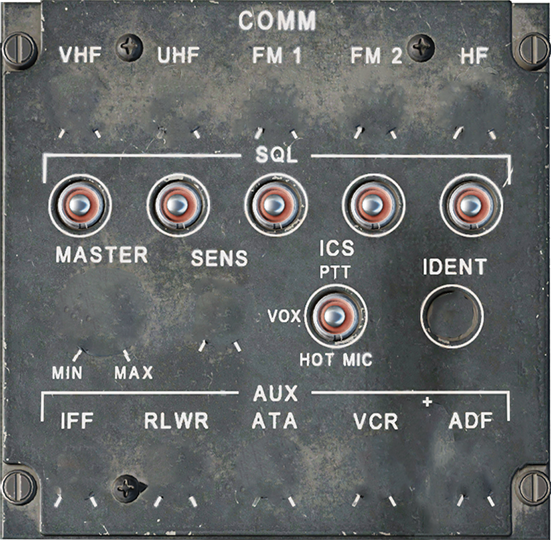 COMM
VHF UHF FM 1 FM 2 HF
SQL
MASTER SENS ICS IDENT
PTT
VOX
HOT MIC
MIN MAX
AUX
IFF RLWR ATA VCR ADF